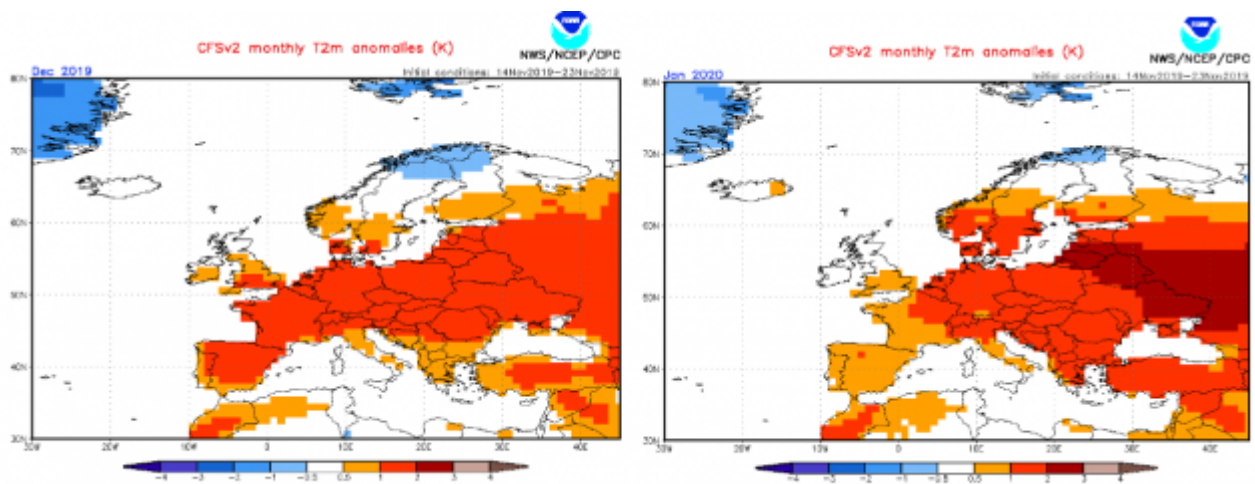 NOAA
CFSv2 monthly T2m anomalies (K)
NWS/NCEP/CPC
Dec 2019
Initial conditions: 14Nov2019-23Nov2019
80N
70N
60N
50N
40N
30N
30W 20W 10W 0 10E 20E 30E 40E
-4 -3 -2 -1 -0.5 0.5 1 2 3 4
NOAA
CFSv2 monthly T2m anomalies (K)
NWS/NCEP/CPC
Jan 2020
Initial conditions: 14Nov2019-23Nov2019
80N
70N
60N
50N
40N
30N
30W 20W 10W 0 10E 20E 30E 40E
-4 -3 -2 -1 -0.5 0.5 1 2 3 4